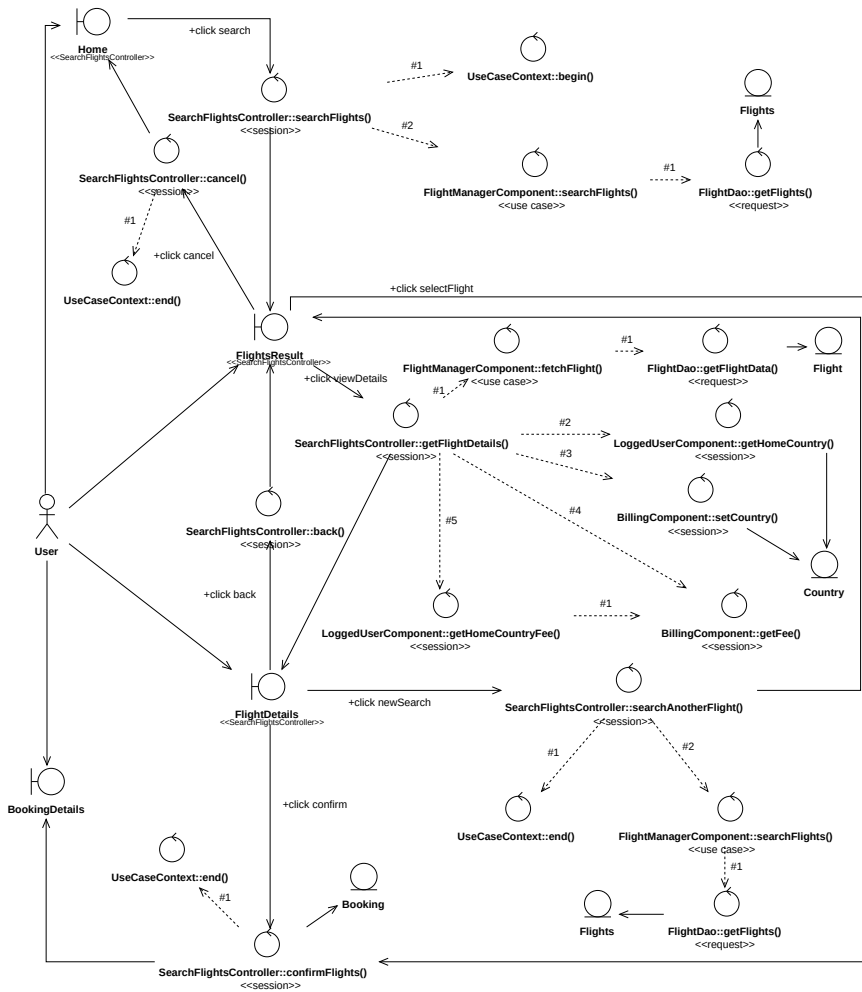 +click search
Home
<<SearchFlightsController>>
#1
UseCaseContext::begin()
SearchFlightsController::searchFlights()
<<session>>
#2
Flights
SearchFlightsController::cancel()
<<session>>
FlightManagerComponent::searchFlights()
<<use case>>
#1
FlightDao::getFlights()
<<request>>
#1
+click cancel
UseCaseContext::end()
+click selectFlight
FlightsResult
<<SearchFlightsController>>
+click viewDetails
#1
FlightManagerComponent::fetchFlight()
<<use case>>
#1
FlightDao::getFlightData()
<<request>>
Flight
SearchFlightsController::getFlightDetails()
<<session>>
#2
LoggedUserComponent::getHomeCountry()
<<session>>
#3
#4
#5
BillingComponent::setCountry()
<<session>>
SearchFlightsController::back()
<<session>>
User
Country
+click back
LoggedUserComponent::getHomeCountryFee()
<<session>>
#1
BillingComponent::getFee()
<<session>>
FlightDetails
<<SearchFlightsController>>
+click newSearch
SearchFlightsController::searchAnotherFlight()
<<session>>
#1
#2
BookingDetails
+click confirm
UseCaseContext::end()
FlightManagerComponent::searchFlights()
<<use case>>
#1
UseCaseContext::end()
#1
Booking
Flights
FlightDao::getFlights()
<<request>>
SearchFlightsController::confirmFlights()
<<session>>